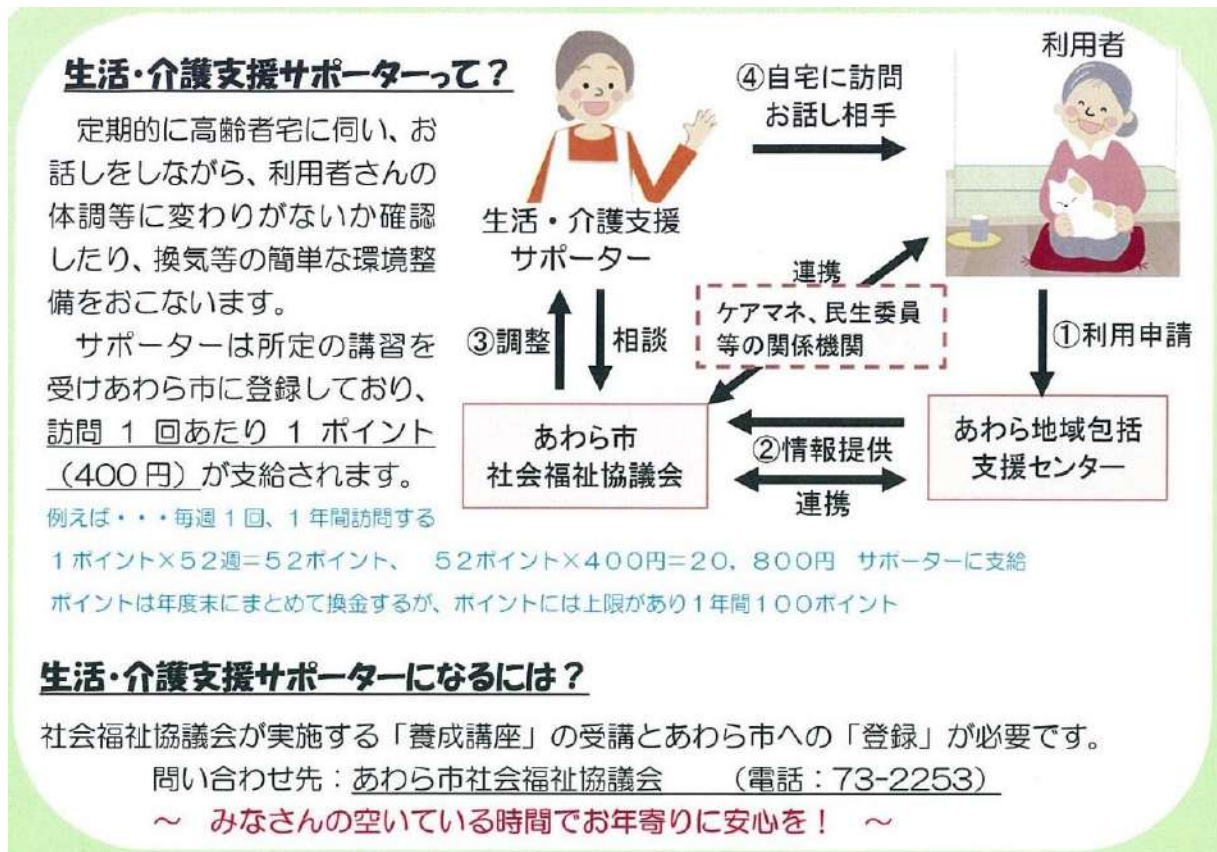 生活・介護支援サポーターって？
定期的に高齢者宅に伺い、お
話しをしながら、利用者さんの
体調等に変わりがないか確認
したり、換気等の簡単な環境整
備をおこないます。
サポーターは所定の講習を
受けあわら市に登録しており、
訪問 1 回あたり 1 ポイント
（400 円）が支給されます。
例えば・・・毎週１回、１年間訪問する
１ポイント×５２週＝５２ポイント、　５２ポイント×４００円＝２０，８００円　サポーターに支給
ポイントは年度末にまとめて換金するが、ポイントには上限があり１年間１００ポイント
生活・介護支援
サポーター
④自宅に訪問
お話し相手
利用者
③調整
相談
連携
ケアマネ、民生委員
等の関係機関
①利用申請
あわら市
社会福祉協議会
②情報提供
連携
あわら地域包括
支援センター
生活・介護支援サポーターになるには？
社会福祉協議会が実施する「養成講座」の受講とあわら市への「登録」が必要です。
問い合わせ先：あわら市社会福祉協議会　（電話：73-2253）
～　みなさんの空いている時間でお年寄りに安心を！　～